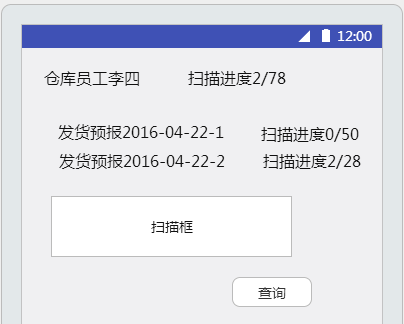 12:00
仓库员工李四 扫描进度2/78
发货预报2016-04-22-1 扫描进度0/50
发货预报2016-04-22-2 扫描进度2/28
扫描框
查询